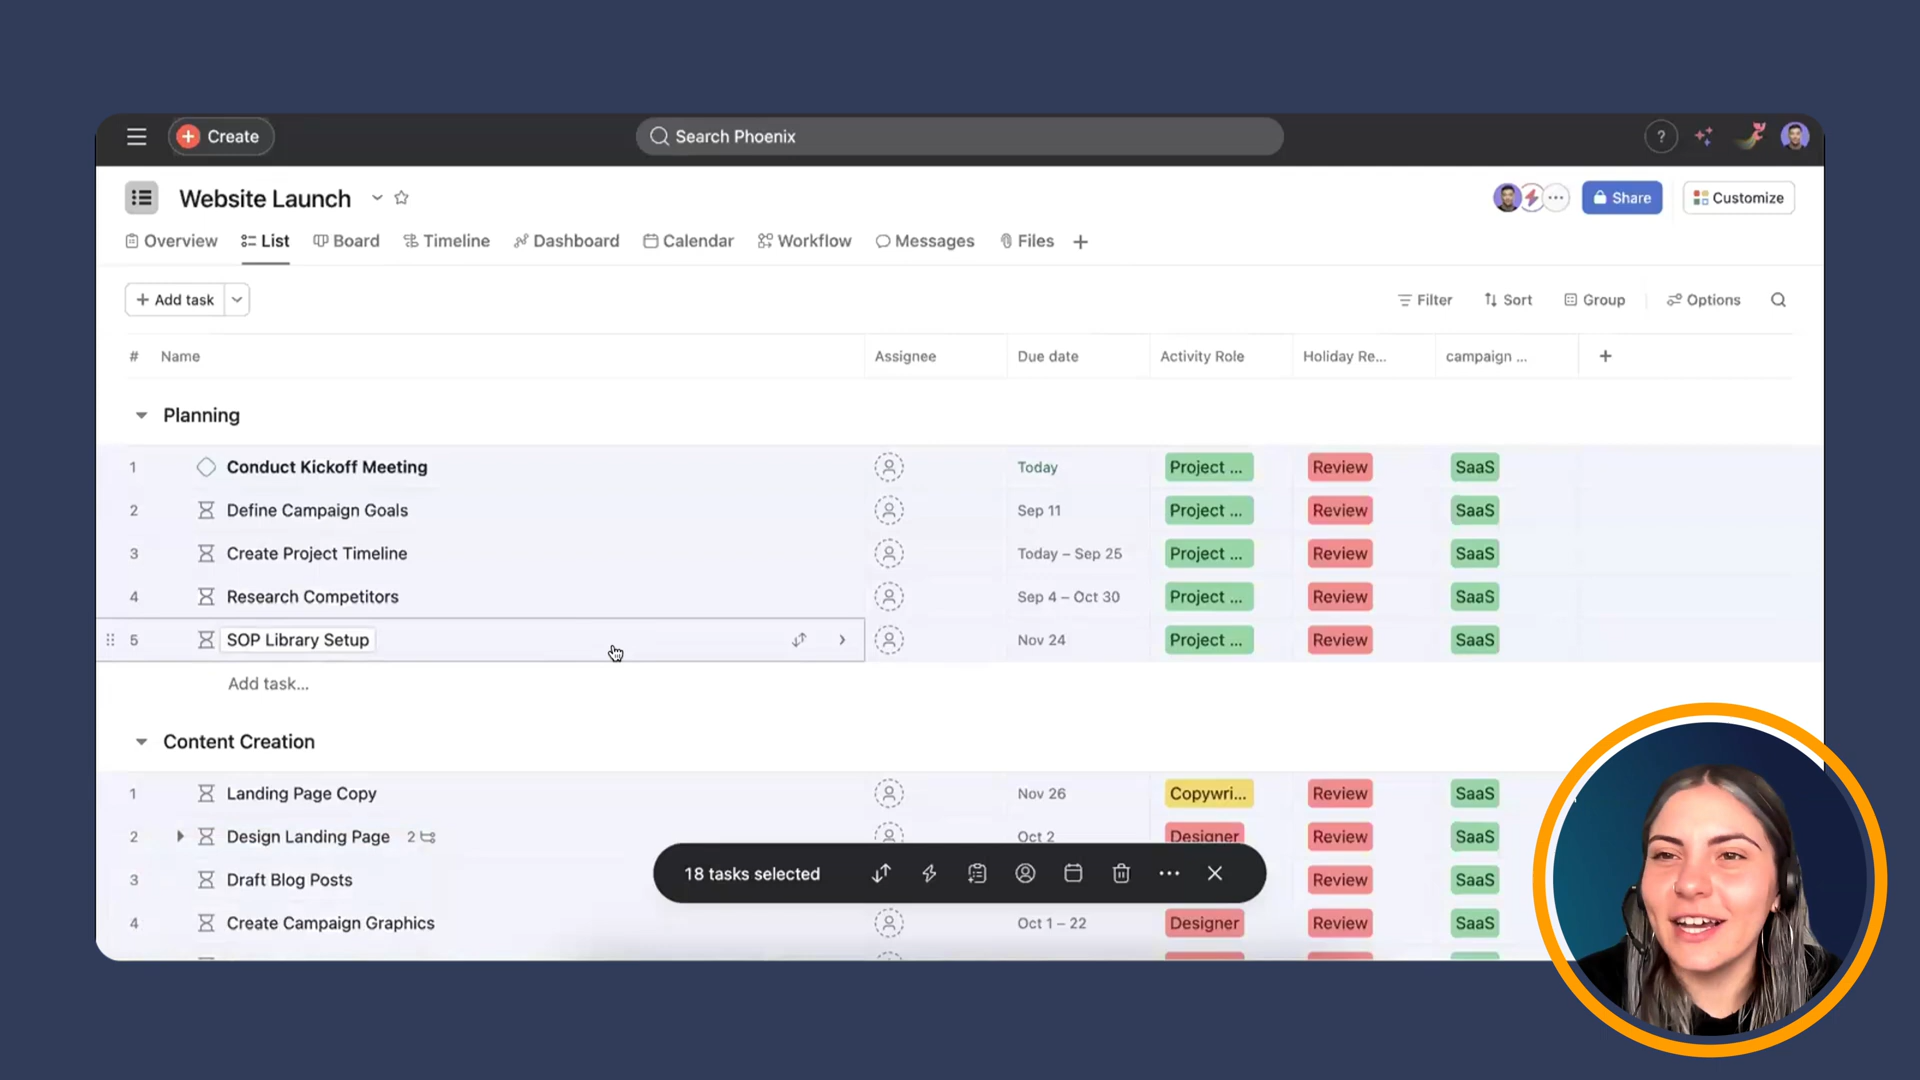 Create
Search Phoenix
?
Website Launch
Share
Customize
Overview
List
Board
Timeline
Dashboard
Calendar
Workflow
Messages
Files
Add task
Filter
Sort
Group
Options
# Name Assignee Due date Activity Role Holiday Re... campaign ...
Planning
1 Conduct Kickoff Meeting Today Project ... Review SaaS
2 Define Campaign Goals Sep 11 Project ... Review SaaS
3 Create Project Timeline Today – Sep 25 Project ... Review SaaS
4 Research Competitors Sep 4 – Oct 30 Project ... Review SaaS
5 SOP Library Setup Nov 24 Project ... Review SaaS
Add task...
Content Creation
1 Landing Page Copy Nov 26 Copywri... Review SaaS
2 Design Landing Page 2 Oct 2 Designer Review SaaS
3 Draft Blog Posts Review SaaS
18 tasks selected
4 Create Campaign Graphics Oct 1 – 22 Designer Review SaaS